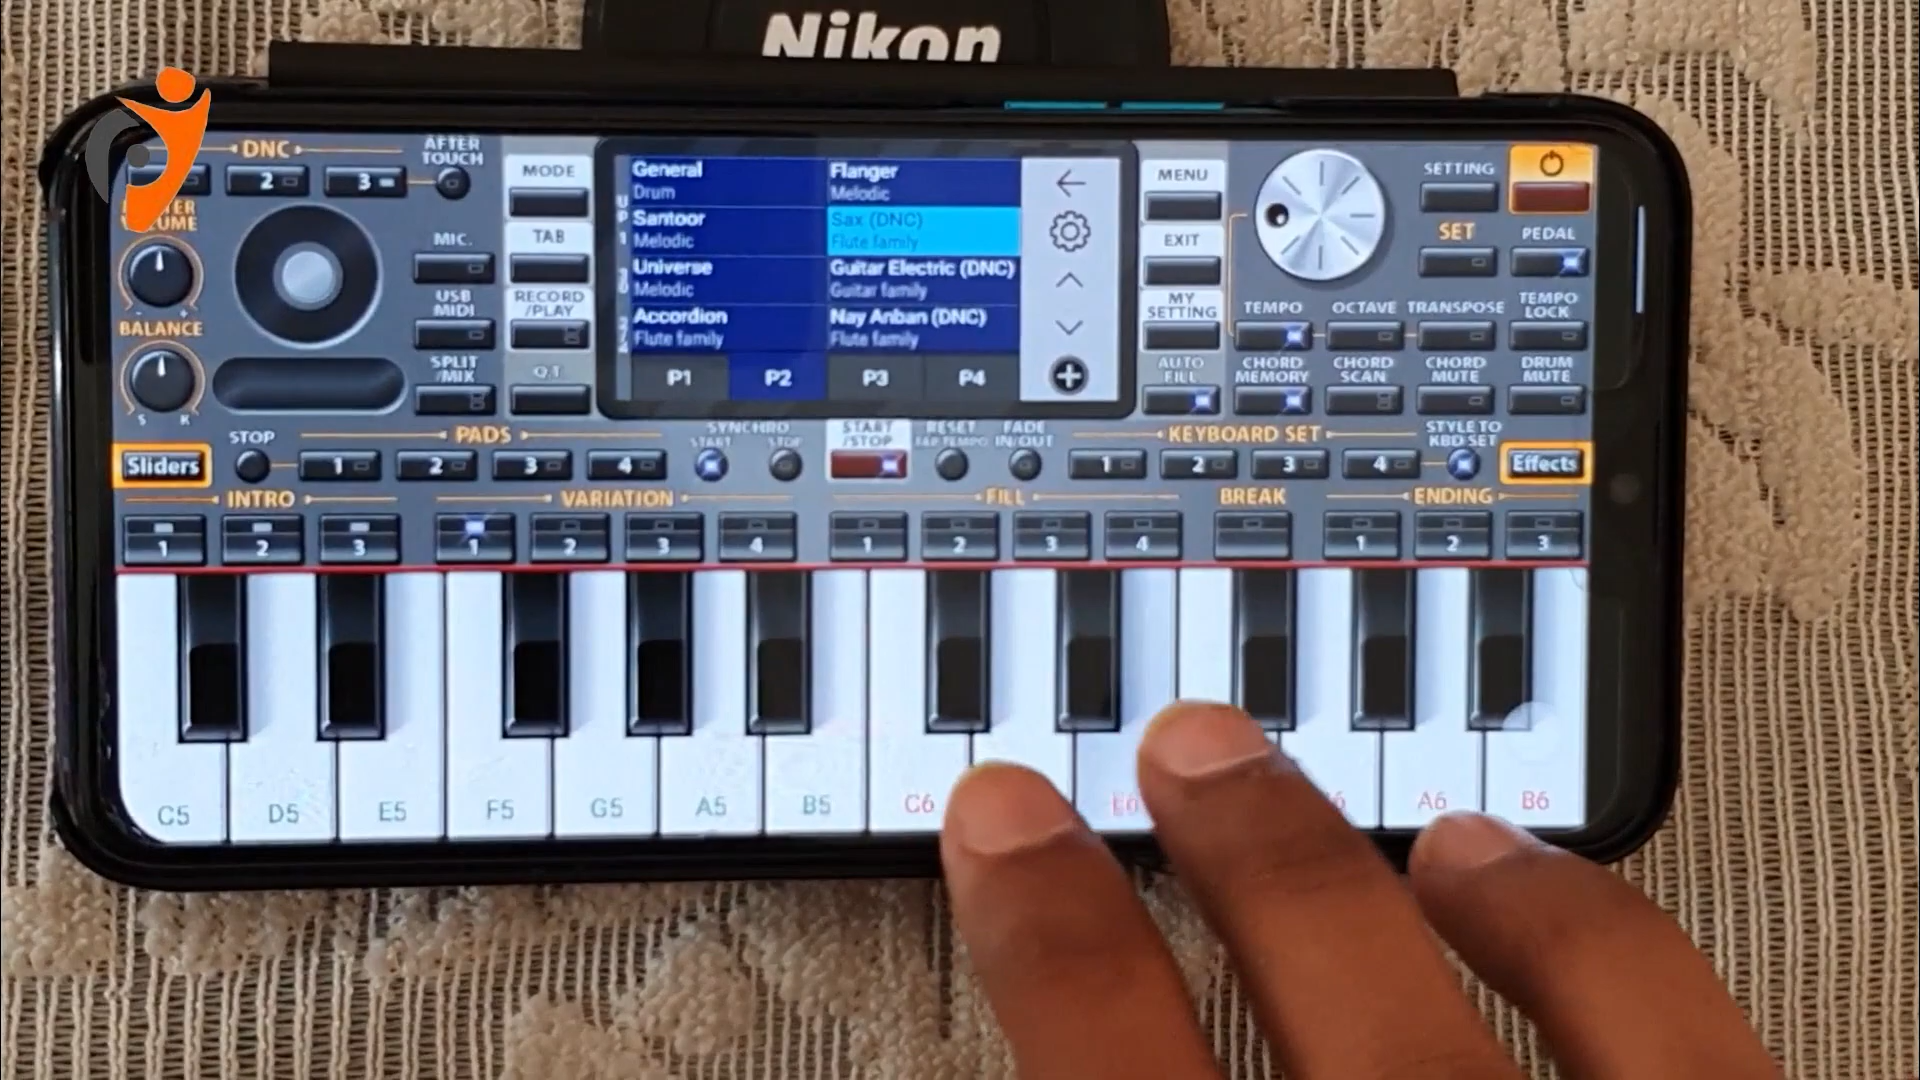 Nikon
DNC
2
3
AFTER
TOUCH
MODE
General
Drum
Flanger
Melodic
MENU
SETTING
Santoor
Melodic
Sax (DNC)
Flute family
MIC.
TAB
EXIT
SET
PEDAL
Universe
Melodic
Guitar Electric (DNC)
Guitar family
USB
MIDI
RECORD
/PLAY
MY
SETTING
TEMPO
OCTAVE
TRANSPOSE
TEMPO
LOCK
BALANCE
Accordion
Flute family
Nay Anban (DNC)
Flute family
SPLIT
/MIX
AUTO
FILL
CHORD
MEMORY
CHORD
SCAN
CHORD
MUTE
DRUM
MUTE
P1
P2
P3
P4
S
K
STOP
PADS
SYNCHRO
START
STOP
START
/STOP
RESET
TAP TEMPO
FADE
IN/OUT
KEYBOARD SET
STYLE TO
KBD SET
Sliders
1
2
3
4
1
2
3
4
Effects
INTRO
VARIATION
FILL
BREAK
ENDING
1
2
3
1
2
3
4
1
2
3
4
1
2
3
C5
D5
E5
F5
G5
A5
B5
C6
E6
A6
B6